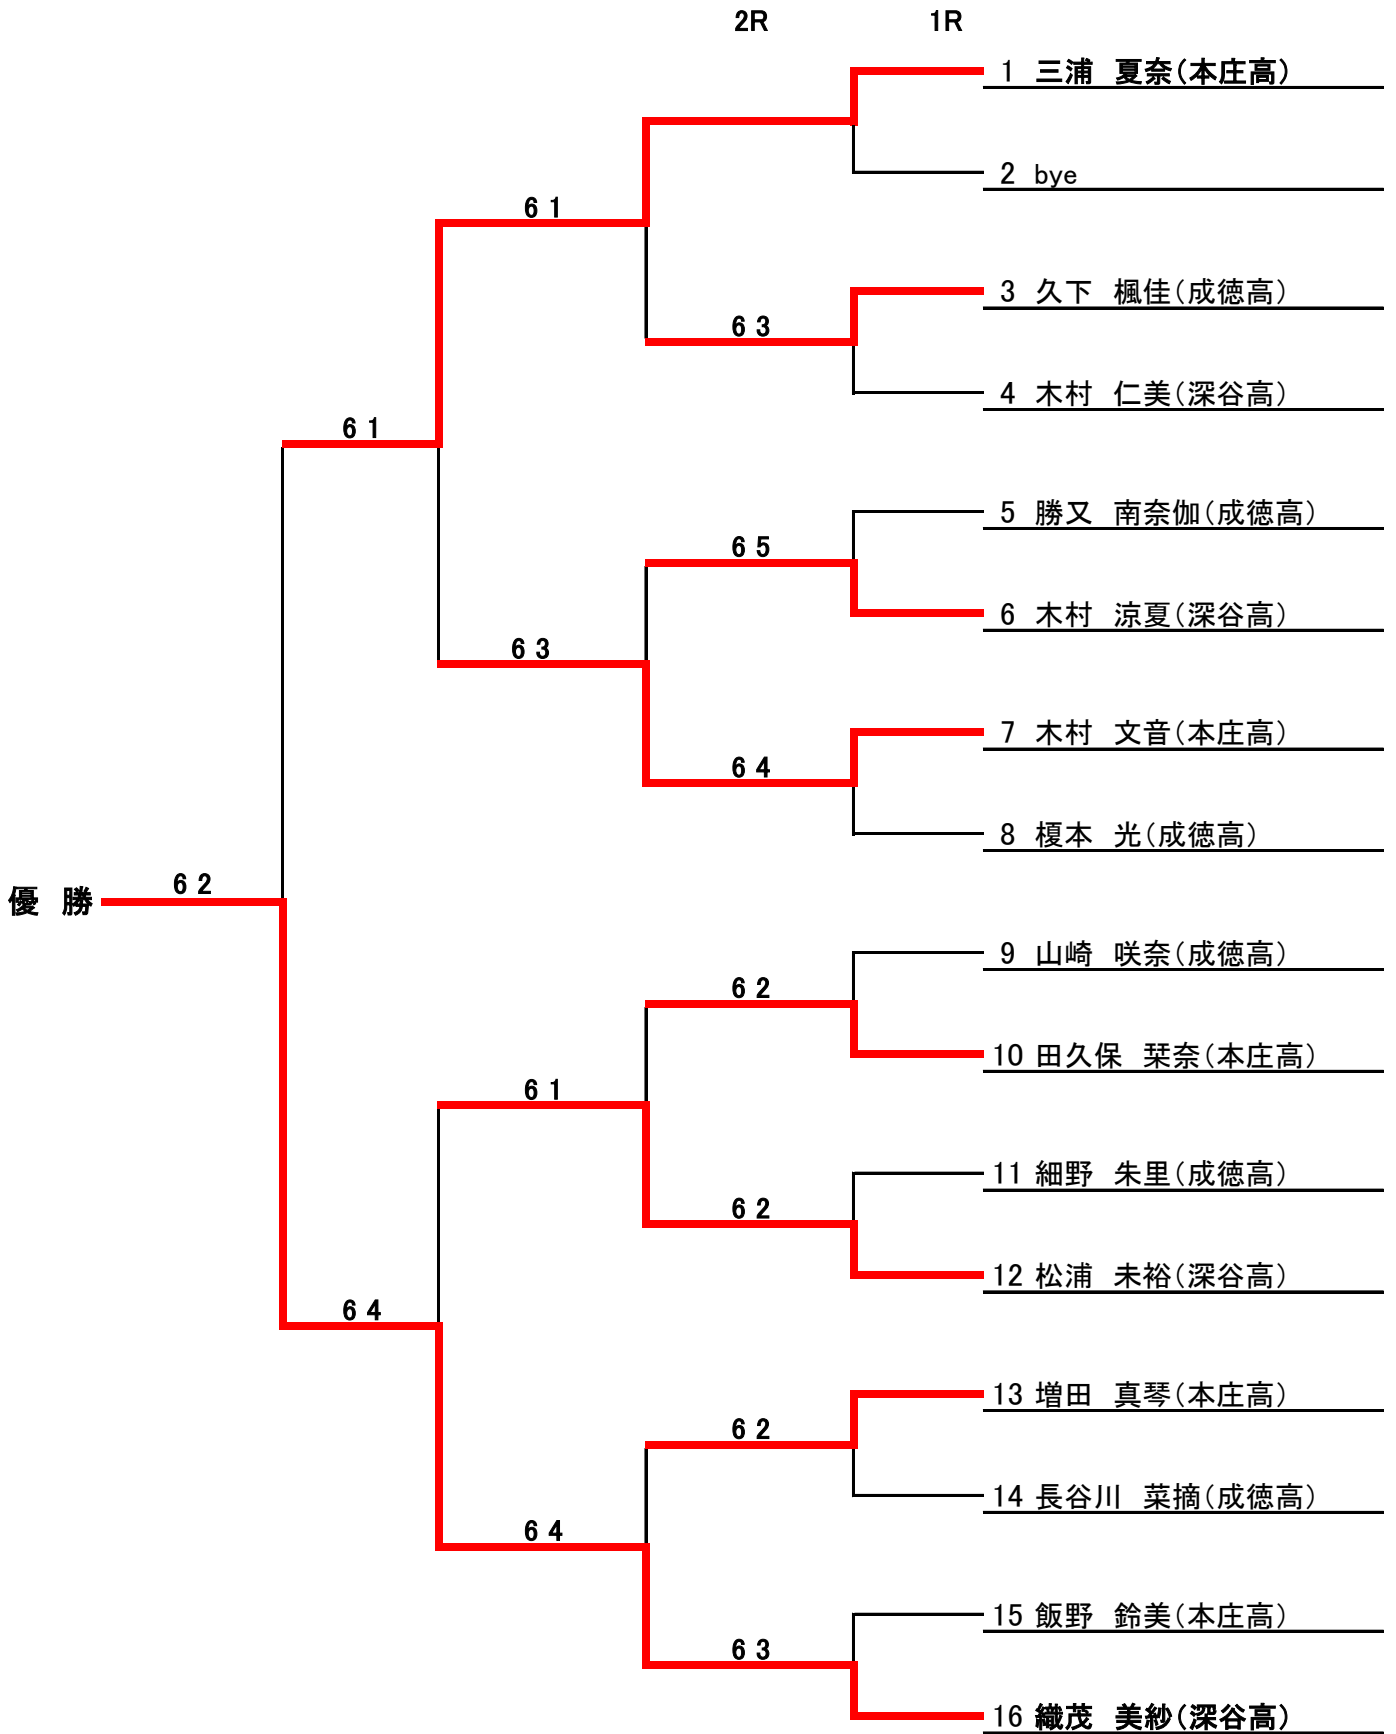 2R 1R
1 三浦　夏奈（本庄高）
2 bye
6 1
3 久下　楓佳（成徳高）
6 3
4 木村　仁美（深谷高）
6 1
5 勝又　南奈伽（成徳高）
6 5
6 木村　涼夏（深谷高）
6 3
7 木村　文音（本庄高）
6 4
8 榎本　光（成徳高）
6 2
優　勝
9 山崎　咲奈（成徳高）
6 2
10 田久保　栞奈（本庄高）
6 1
11 細野　朱里（成徳高）
6 2
12 松浦　未裕（深谷高）
6 4
13 増田　真琴（本庄高）
6 2
14 長谷川　菜摘（成徳高）
6 4
15 飯野　鈴美（本庄高）
6 3
16 織茂　美紗（深谷高）